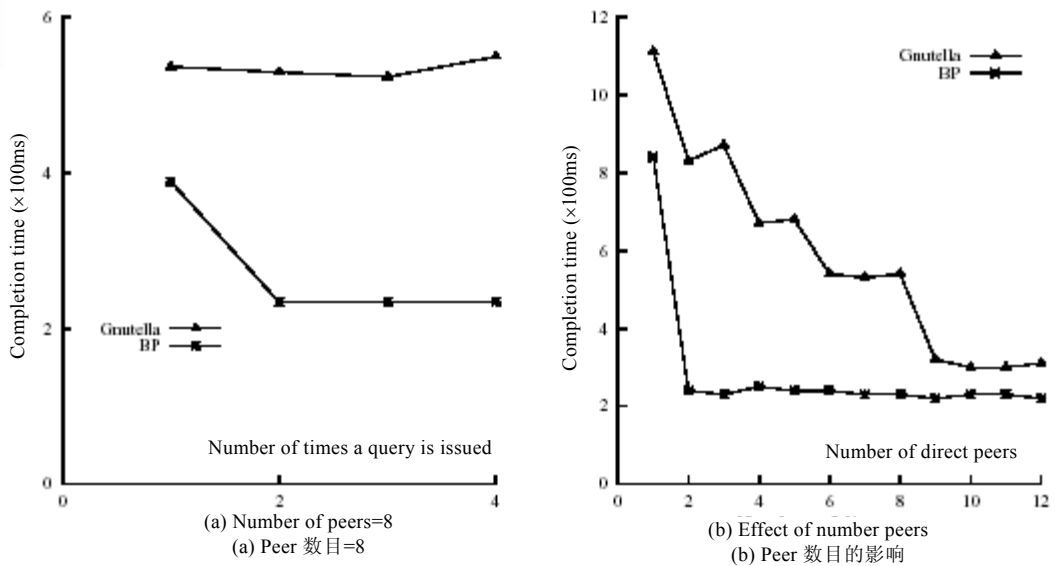 6
4
2
0
Completion time (×100ms)
Gnutella
BP
Number of times a query is issued
0
2
4
(a) Number of peers=8
(a) Peer 数目=8
12
10
8
6
4
2
0
Completion time (×100ms)
Gnutella
BP
Number of direct peers
0
2
4
6
8
10
12
(b) Effect of number peers
(b) Peer 数目的影响